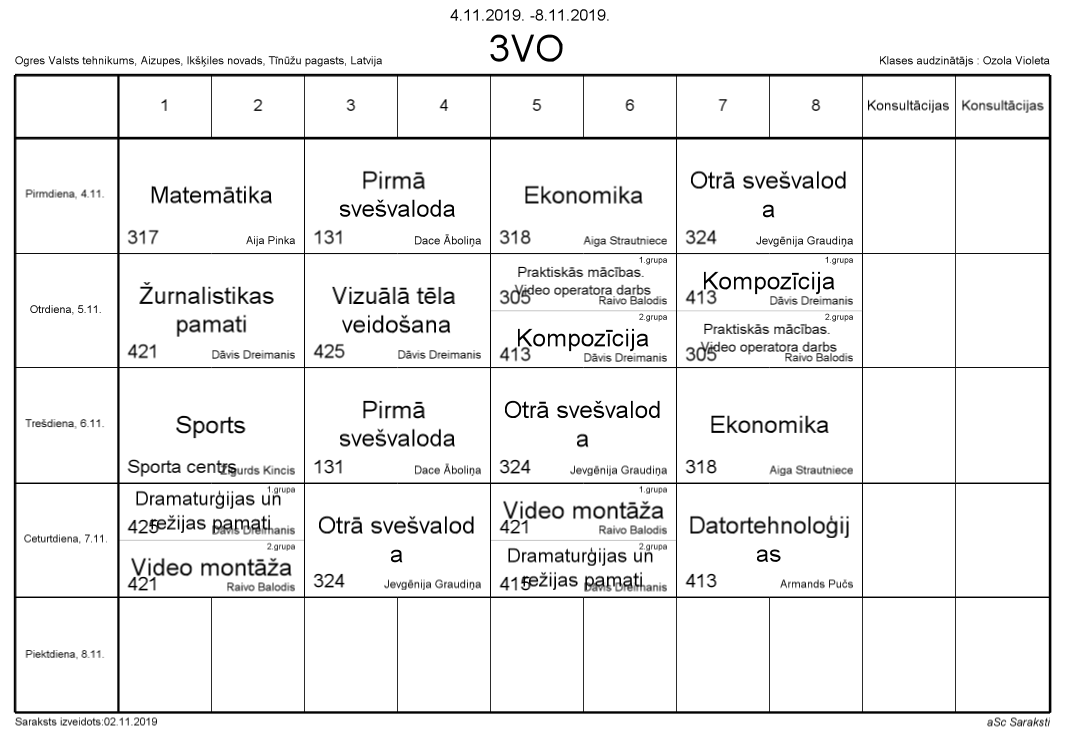 4.11.2019. -8.11.2019.
3VO
Ogres Valsts tehnikums, Aizupes, Ikšķiles novads, Tīnūžu pagasts, Latvija
Klases audzinātājs : Ozola Violeta
1 2 3 4 5 6 7 8 Konsultācijas Konsultācijas
Pirmdiena, 4.11.
Matemātika
317 Aija Pinka
Pirmā
svešvaloda
131 Dace Āboliņa
Ekonomika
318 Aiga Strautniece
Otrā svešvalod
a
324 Jevgēnija Graudiņa
Otrdiena, 5.11.
Žurnalistikas
pamati
421 Dāvis Dreimanis
Vizuālā tēla
veidošana
425 Dāvis Dreimanis
1.grupa
Praktiskās mācības.
Video operatora darbs
305 Raivo Balodis
2.grupa
Kompozīcija
413 Dāvis Dreimanis
1.grupa
Kompozīcija
413 Dāvis Dreimanis
2.grupa
Praktiskās mācības.
Video operatora darbs
305 Raivo Balodis
Trešdiena, 6.11.
Sports
Sporta centrs Zigurds Kincis
Pirmā
svešvaloda
131 Dace Āboliņa
Otrā svešvalod
a
324 Jevgēnija Graudiņa
Ekonomika
318 Aiga Strautniece
Ceturtdiena, 7.11.
1.grupa
Dramaturģijas un
režijas pamati
425 Dāvis Dreimanis
2.grupa
Video montāža
421 Raivo Balodis
Otrā svešvalod
a
324 Jevgēnija Graudiņa
1.grupa
Video montāža
421 Raivo Balodis
2.grupa
Dramaturģijas un
režijas pamati
415 Dāvis Dreimanis
Datortehnoloģij
as
413 Armands Pučs
Piektdiena, 8.11.
Saraksts izveidots:02.11.2019
aSc Saraksti